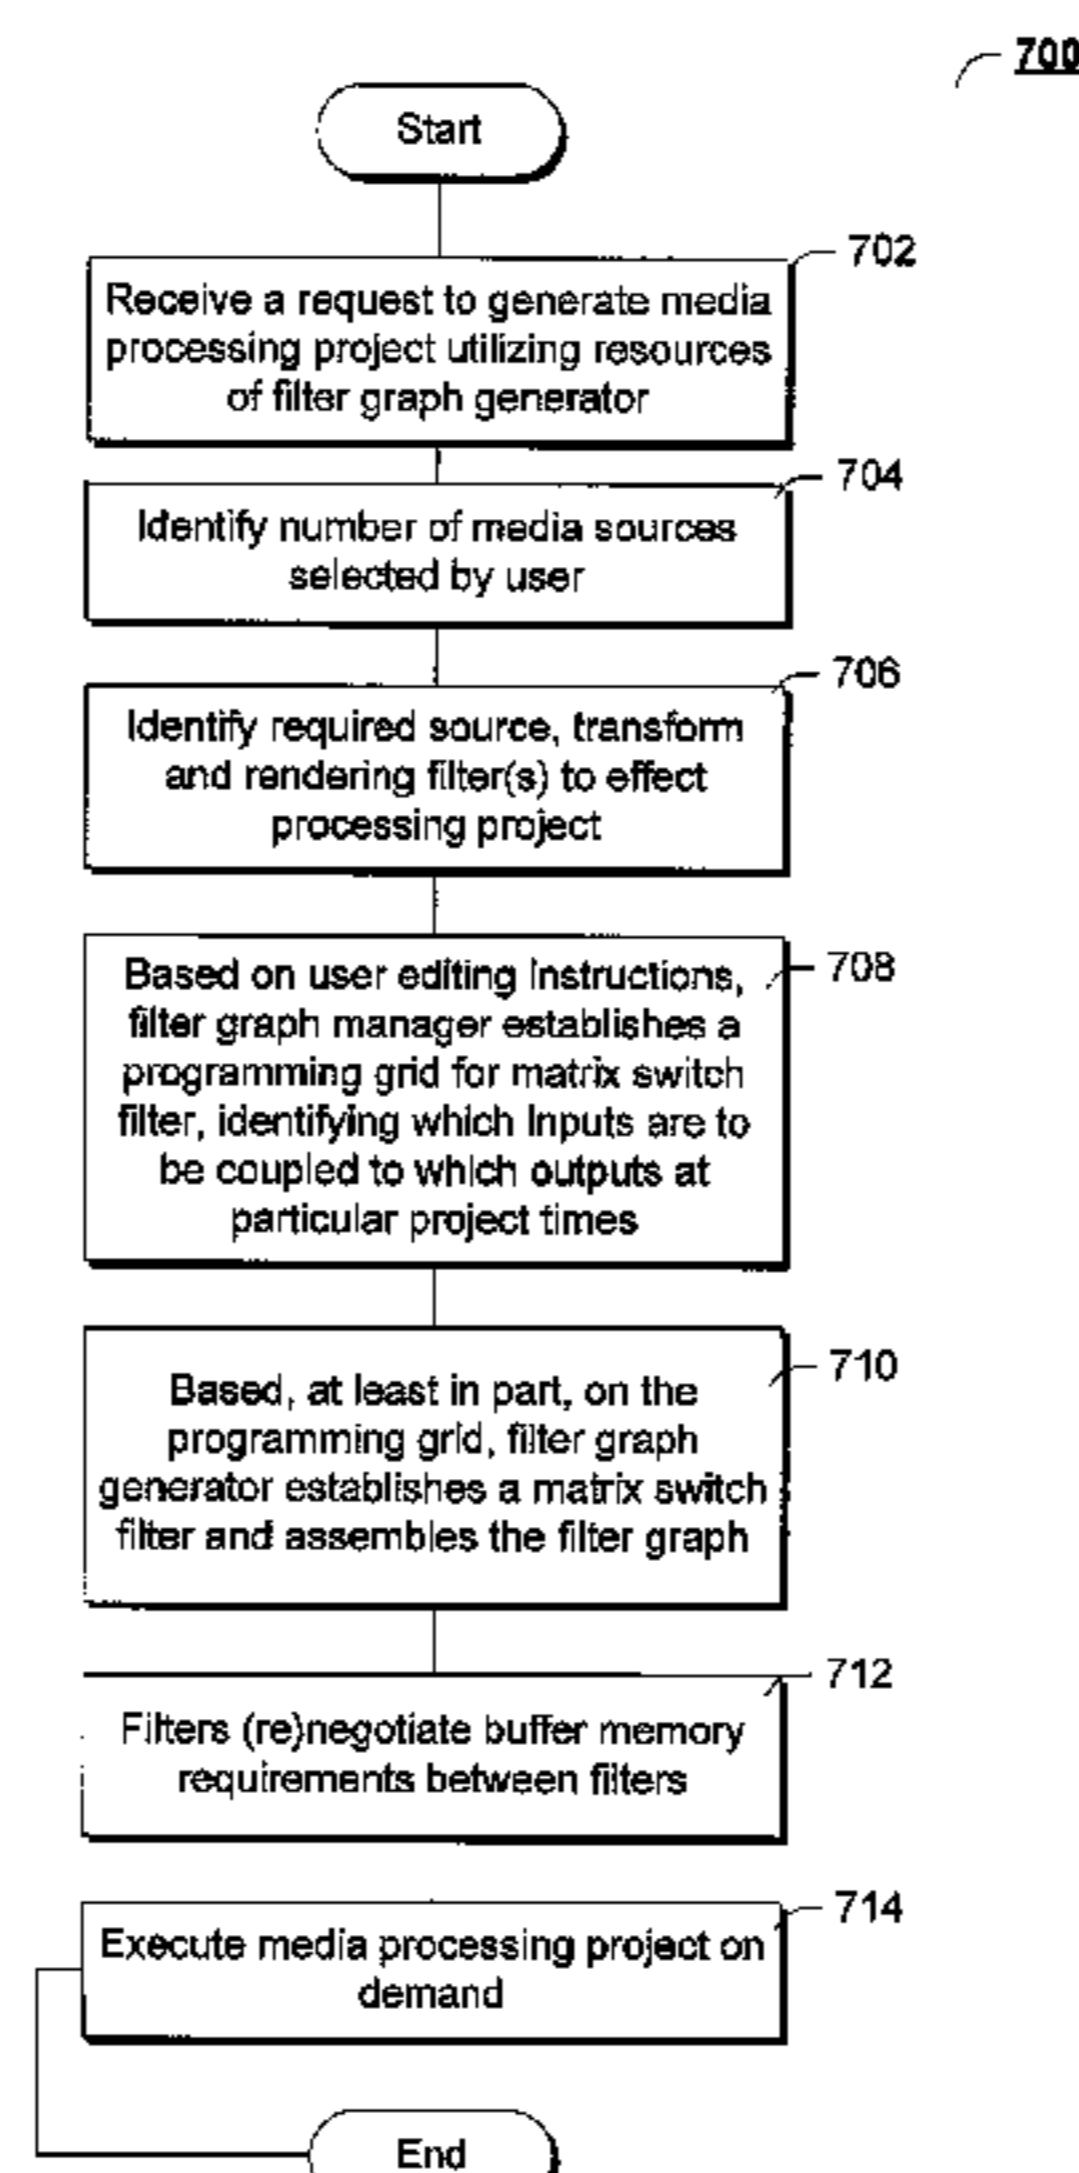 700
Start
702
Receive a request to generate media
processing project utilizing resources
of filter graph generator
704
Identify number of media sources
selected by user
706
Identify required source, transform
and rendering filter(s) to effect
processing project
708
Based on user editing instructions,
filter graph manager establishes a
programming grid for matrix switch
filter, identifying which inputs are to
be coupled to which outputs at
particular project times
710
Based, at least in part, on the
programming grid, filter graph
generator establishes a matrix switch
filter and assembles the filter graph
712
Filters (re)negotiate buffer memory
requirements between filters
714
Execute media processing project on
demand
End